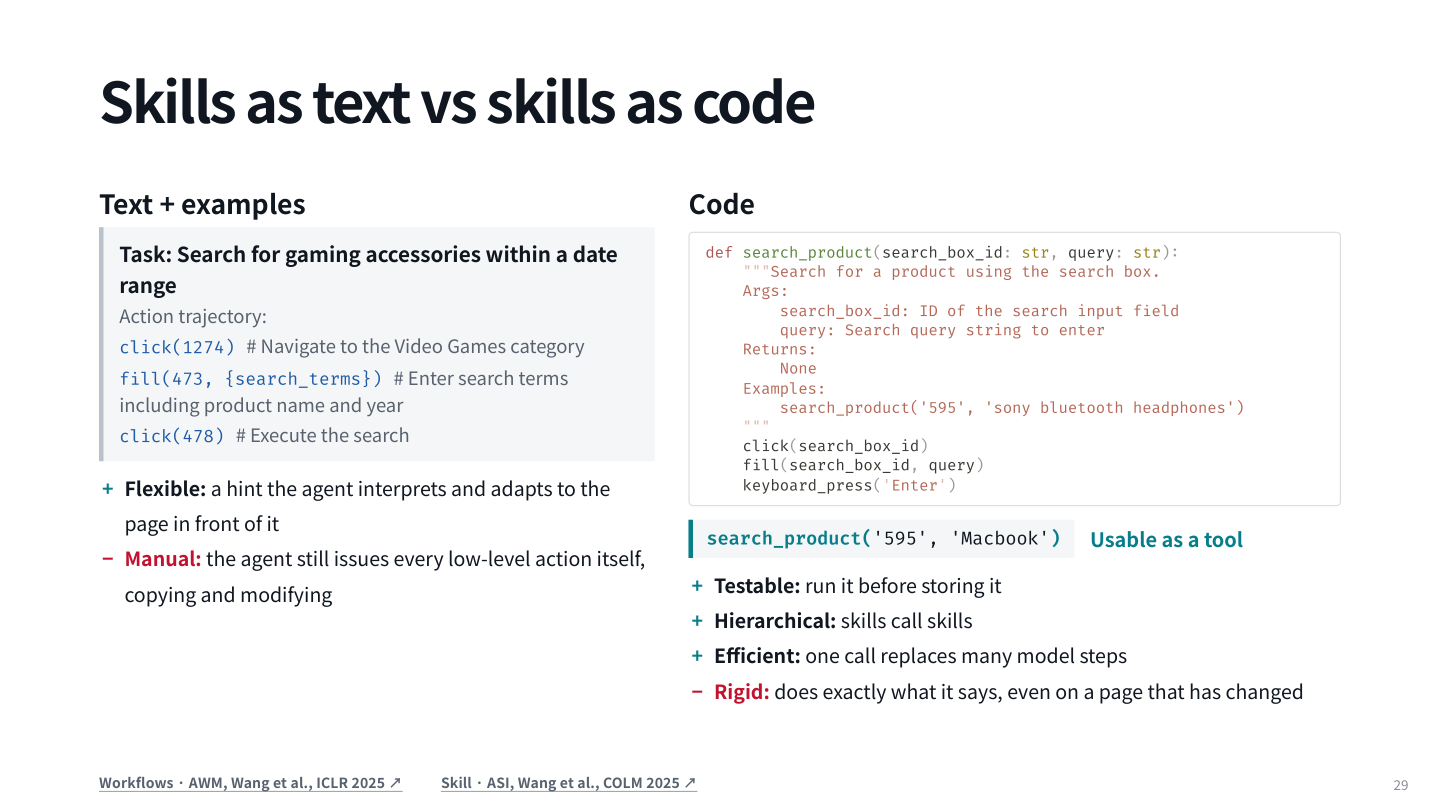 Skills as text vs skills as code
Text + examples
Task: Search for gaming accessories within a date
range
Action trajectory:
click(1274) # Navigate to the Video Games category
fill(473, {search_terms}) # Enter search terms
including product name and year
click(478) # Execute the search
+ Flexible: a hint the agent interprets and adapts to the
page in front of it
− Manual: the agent still issues every low-level action itself,
copying and modifying
Code
def search_product(search_box_id: str, query: str):
    """Search for a product using the search box.
    Args:
        search_box_id: ID of the search input field
        query: Search query string to enter
    Returns:
        None
    Examples:
        search_product('595', 'sony bluetooth headphones')
    """
    click(search_box_id)
    fill(search_box_id, query)
    keyboard_press('Enter')
search_product('595', 'Macbook') Usable as a tool
+ Testable: run it before storing it
+ Hierarchical: skills call skills
+ Efficient: one call replaces many model steps
− Rigid: does exactly what it says, even on a page that has changed
Workflows · AWM, Wang et al., ICLR 2025 ↗ Skill · ASI, Wang et al., COLM 2025 ↗
29